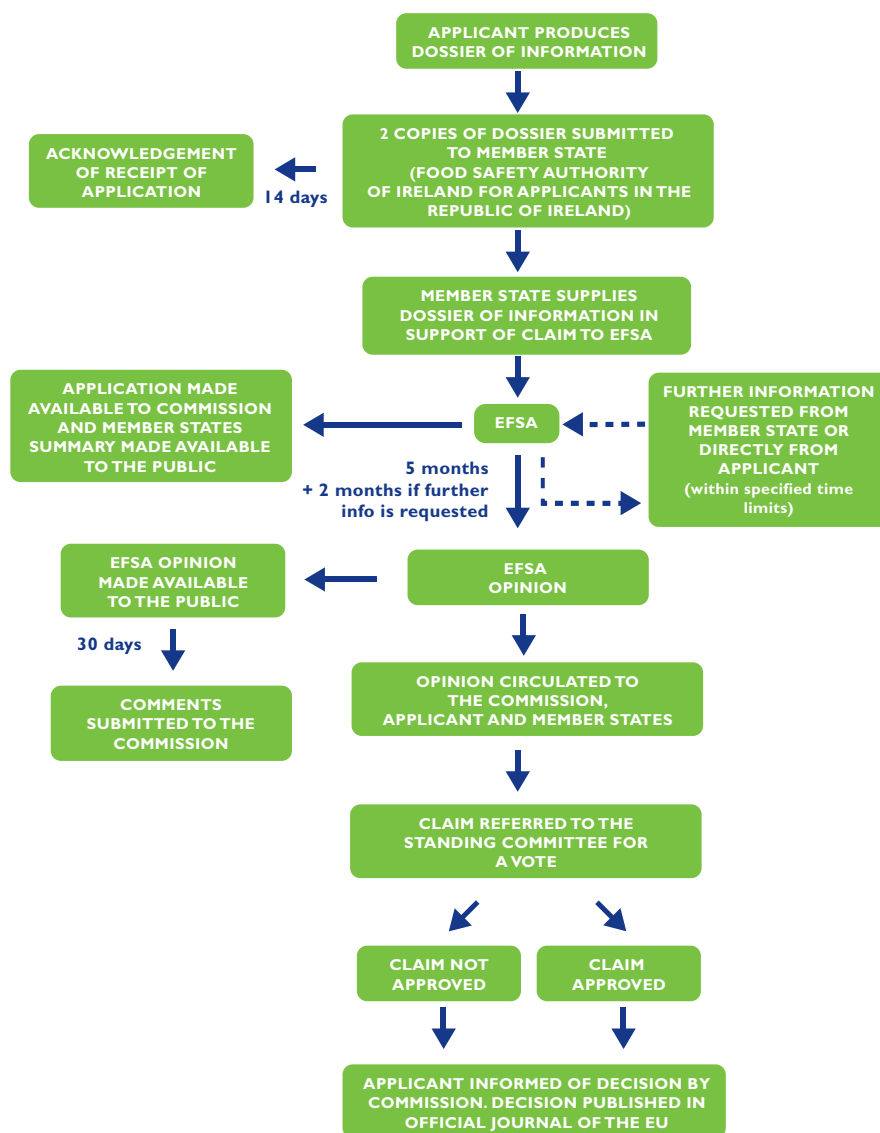 APPLICANT PRODUCES
DOSSIER OF INFORMATION
2 COPIES OF DOSSIER SUBMITTED
TO MEMBER STATE
(FOOD SAFETY AUTHORITY
OF IRELAND FOR APPLICANTS IN THE
REPUBLIC OF IRELAND)
ACKNOWLEDGEMENT
OF RECEIPT OF
APPLICATION
14 days
MEMBER STATE SUPPLIES
DOSSIER OF INFORMATION IN
SUPPORT OF CLAIM TO EFSA
APPLICATION MADE
AVAILABLE TO COMMISSION
AND MEMBER STATES
SUMMARY MADE AVAILABLE
TO THE PUBLIC
EFSA
FURTHER INFORMATION
REQUESTED FROM
MEMBER STATE OR
DIRECTLY FROM
APPLICANT
(within specified time
limits)
5 months
+ 2 months if further
info is requested
EFSA OPINION
MADE AVAILABLE
TO THE PUBLIC
EFSA
OPINION
30 days
COMMENTS
SUBMITTED TO THE
COMMISSION
OPINION CIRCULATED TO
THE COMMISSION,
APPLICANT AND MEMBER STATES
CLAIM REFERRED TO THE
STANDING COMMITTEE FOR
A VOTE
CLAIM NOT
APPROVED
CLAIM
APPROVED
APPLICANT INFORMED OF DECISION BY
COMMISSION. DECISION PUBLISHED IN
OFFICIAL JOURNAL OF THE EU